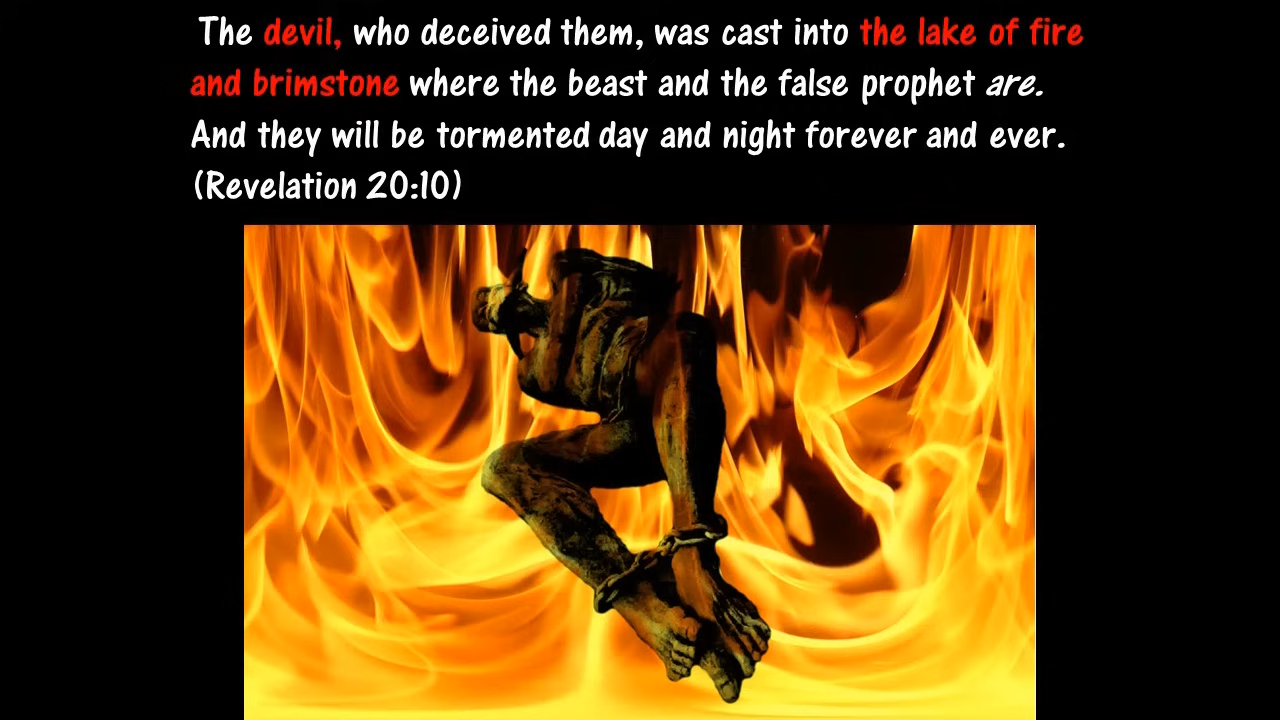 The devil, who deceived them, was cast into the lake of fire
and brimstone where the beast and the false prophet are.
And they will be tormented day and night forever and ever.
(Revelation 20:10)